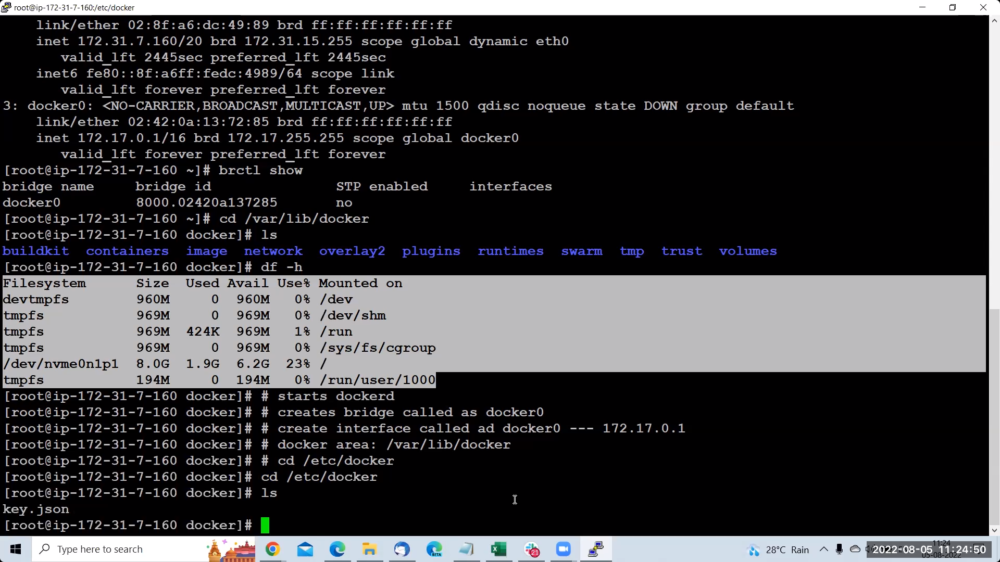 root@ip-172-31-7-160:/etc/docker
link/ether 02:8f:a6:dc:49:89 brd ff:ff:ff:ff:ff:ff
inet 172.31.7.160/20 brd 172.31.15.255 scope global dynamic eth0
valid_lft 2445sec preferred_lft 2445sec
inet6 fe80::8f:a6ff:fedc:4989/64 scope link
valid_lft forever preferred_lft forever
3: docker0: <NO-CARRIER,BROADCAST,MULTICAST,UP> mtu 1500 qdisc noqueue state DOWN group default
link/ether 02:42:0a:13:72:85 brd ff:ff:ff:ff:ff:ff
inet 172.17.0.1/16 brd 172.17.255.255 scope global docker0
valid_lft forever preferred_lft forever
[root@ip-172-31-7-160 ~]# brctl show
bridge name bridge id STP enabled interfaces
docker0 8000.02420a137285 no
[root@ip-172-31-7-160 ~]# cd /var/lib/docker
[root@ip-172-31-7-160 docker]# ls
buildkit containers image network overlay2 plugins runtimes swarm tmp trust volumes
[root@ip-172-31-7-160 docker]# df -h
Filesystem Size Used Avail Use% Mounted on
devtmpfs 960M 0 960M 0% /dev
tmpfs 969M 0 969M 0% /dev/shm
tmpfs 969M 424K 969M 1% /run
tmpfs 969M 0 969M 0% /sys/fs/cgroup
/dev/nvme0n1p1 8.0G 1.9G 6.2G 23% /
tmpfs 194M 0 194M 0% /run/user/1000
[root@ip-172-31-7-160 docker]# # starts dockerd
[root@ip-172-31-7-160 docker]# # creates bridge called as docker0
[root@ip-172-31-7-160 docker]# # create interface called ad docker0 --- 172.17.0.1
[root@ip-172-31-7-160 docker]# # docker area: /var/lib/docker
[root@ip-172-31-7-160 docker]# # cd /etc/docker
[root@ip-172-31-7-160 docker]# cd /etc/docker
[root@ip-172-31-7-160 docker]# ls
key.json
[root@ip-172-31-7-160 docker]#
Type here to search
BETA
21
28°C Rain
11:24
2022-08-05 11:24:50
05-08-2022